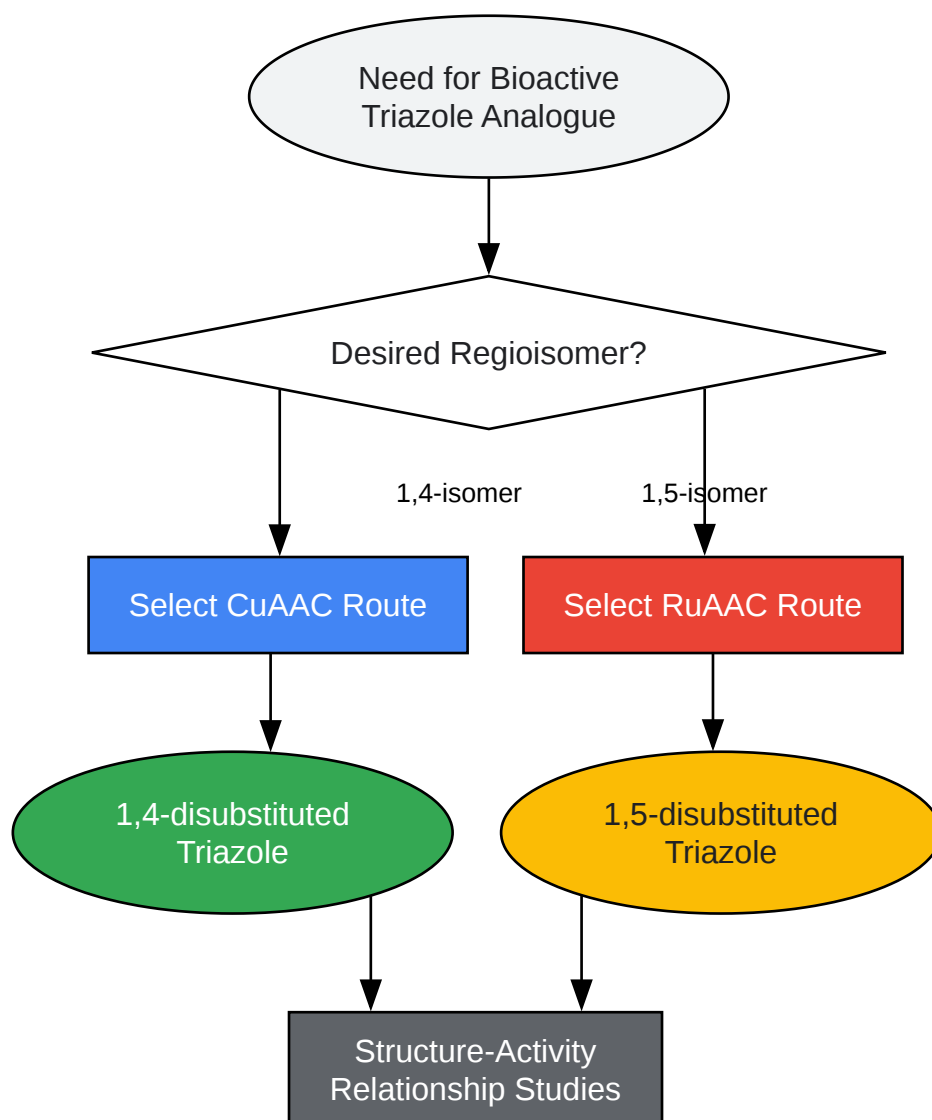 Need for Bioactive
Triazole Analogue
Desired Regioisomer?
1,4-isomer
1,5-isomer
Select CuAAC Route
Select RuAAC Route
1,4-disubstituted
Triazole
1,5-disubstituted
Triazole
Structure-Activity
Relationship Studies